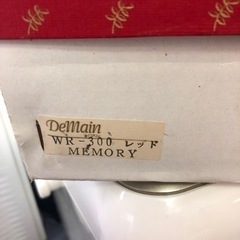 DeMain
WR-300 レッド
MEMORY